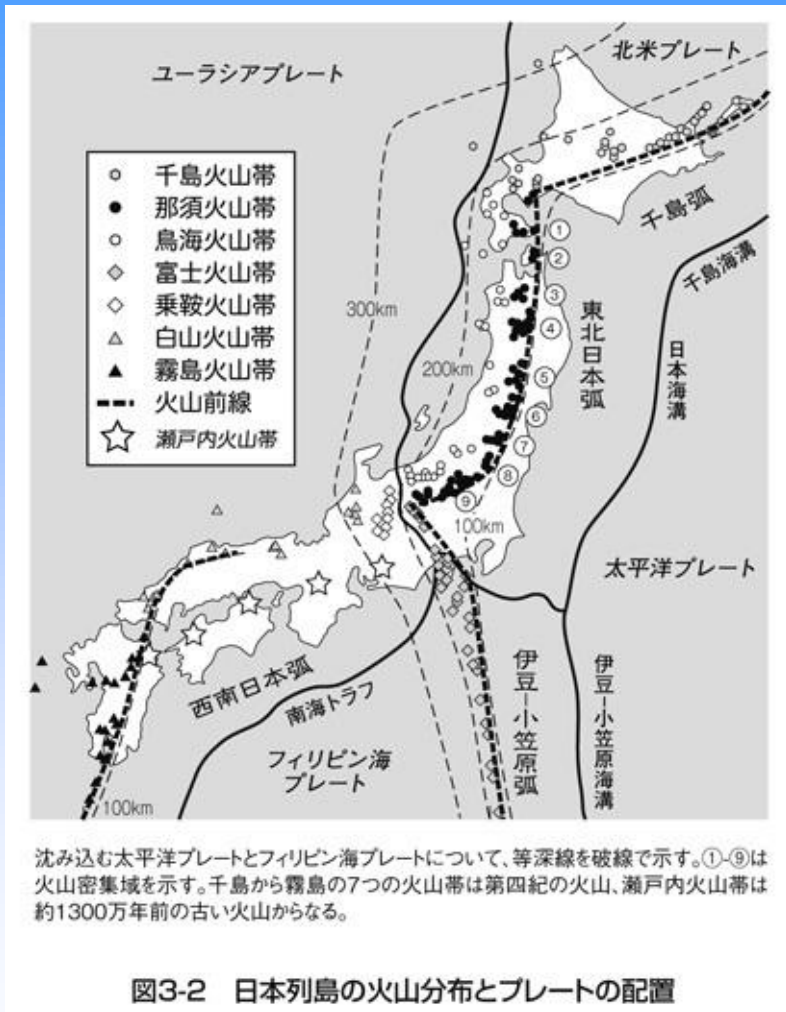 ユーラシアプレート
北米プレート
千島火山帯
那須火山帯
鳥海火山帯
富士火山帯
乗鞍火山帯
白山火山帯
霧島火山帯
火山前線
瀬戸内火山帯
千島弧
千島海溝
①
②
③
④
⑤
⑥
⑦
⑧
⑨
300km
200km
100km
東北日本弧
日本海溝
太平洋プレート
西南日本弧
南海トラフ
フィリピン海
プレート
伊豆－小笠原弧
伊豆－小笠原海溝
100km
沈み込む太平洋プレートとフィリピン海プレートについて、等深線を破線で示す。①-⑨は
火山密集域を示す。千島から霧島の7つの火山帯は第四紀の火山、瀬戸内火山帯は
約1300万年前の古い火山からなる。
図3-2 日本列島の火山分布とプレートの配置